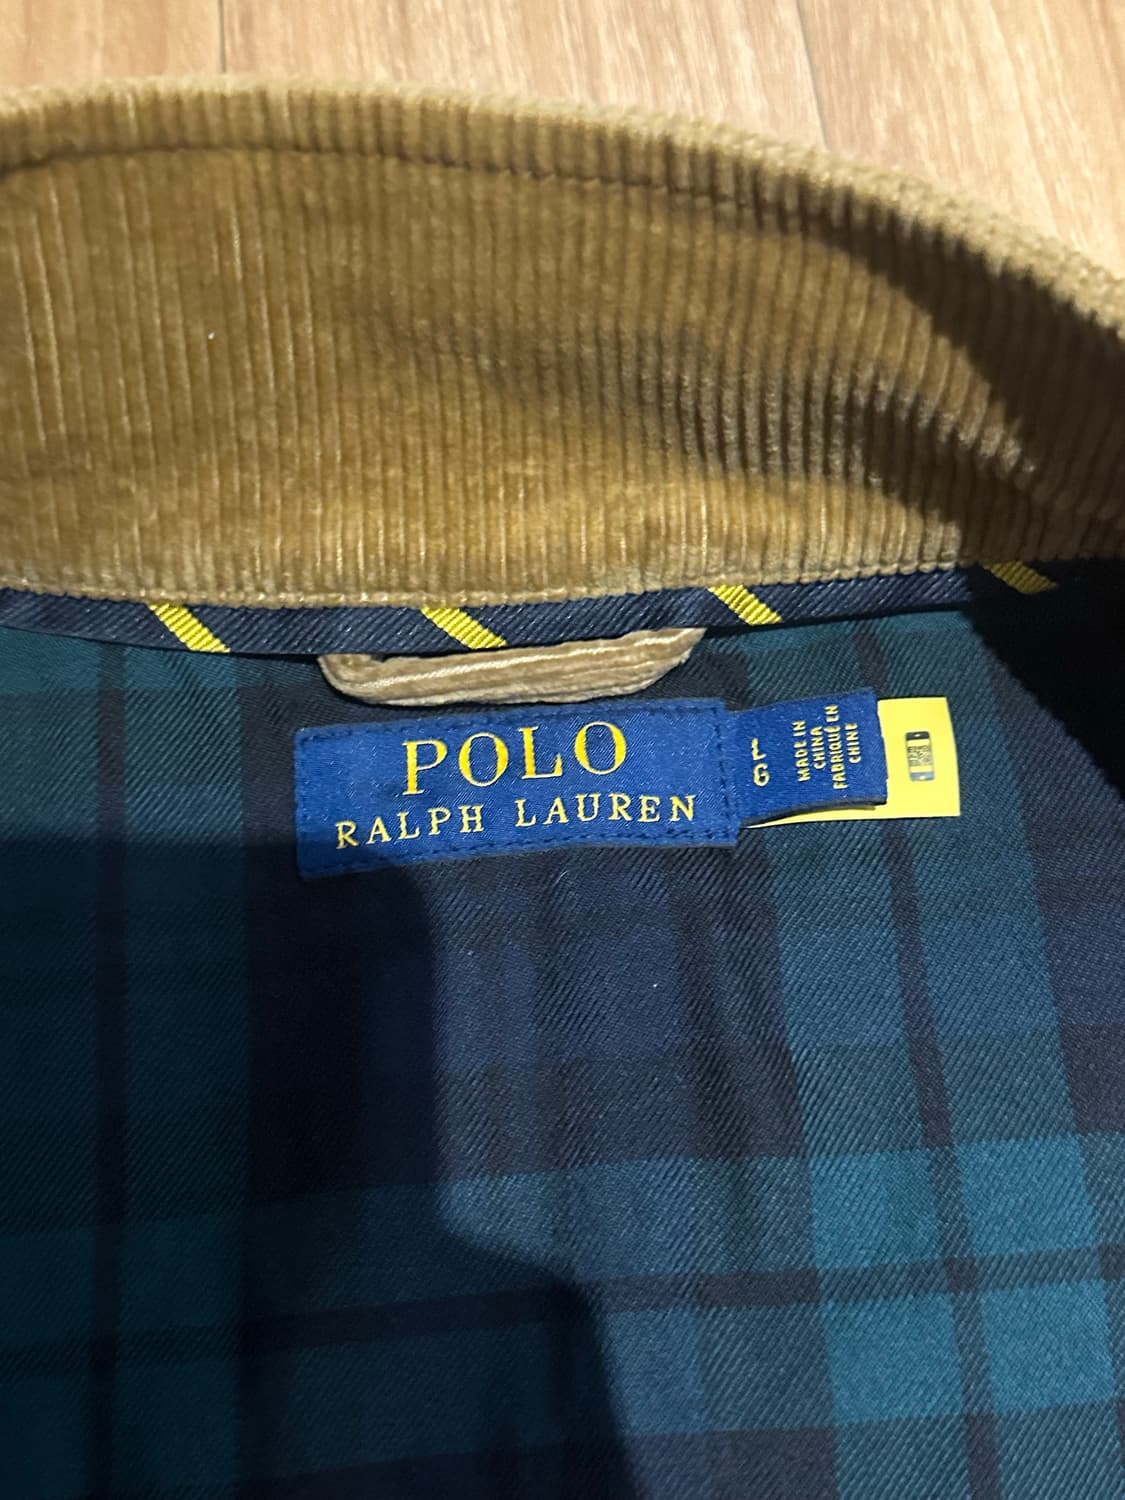 POLO
RALPH LAUREN
L
G
MADE IN
CHINA
FABRIQUÉ EN
CHINE